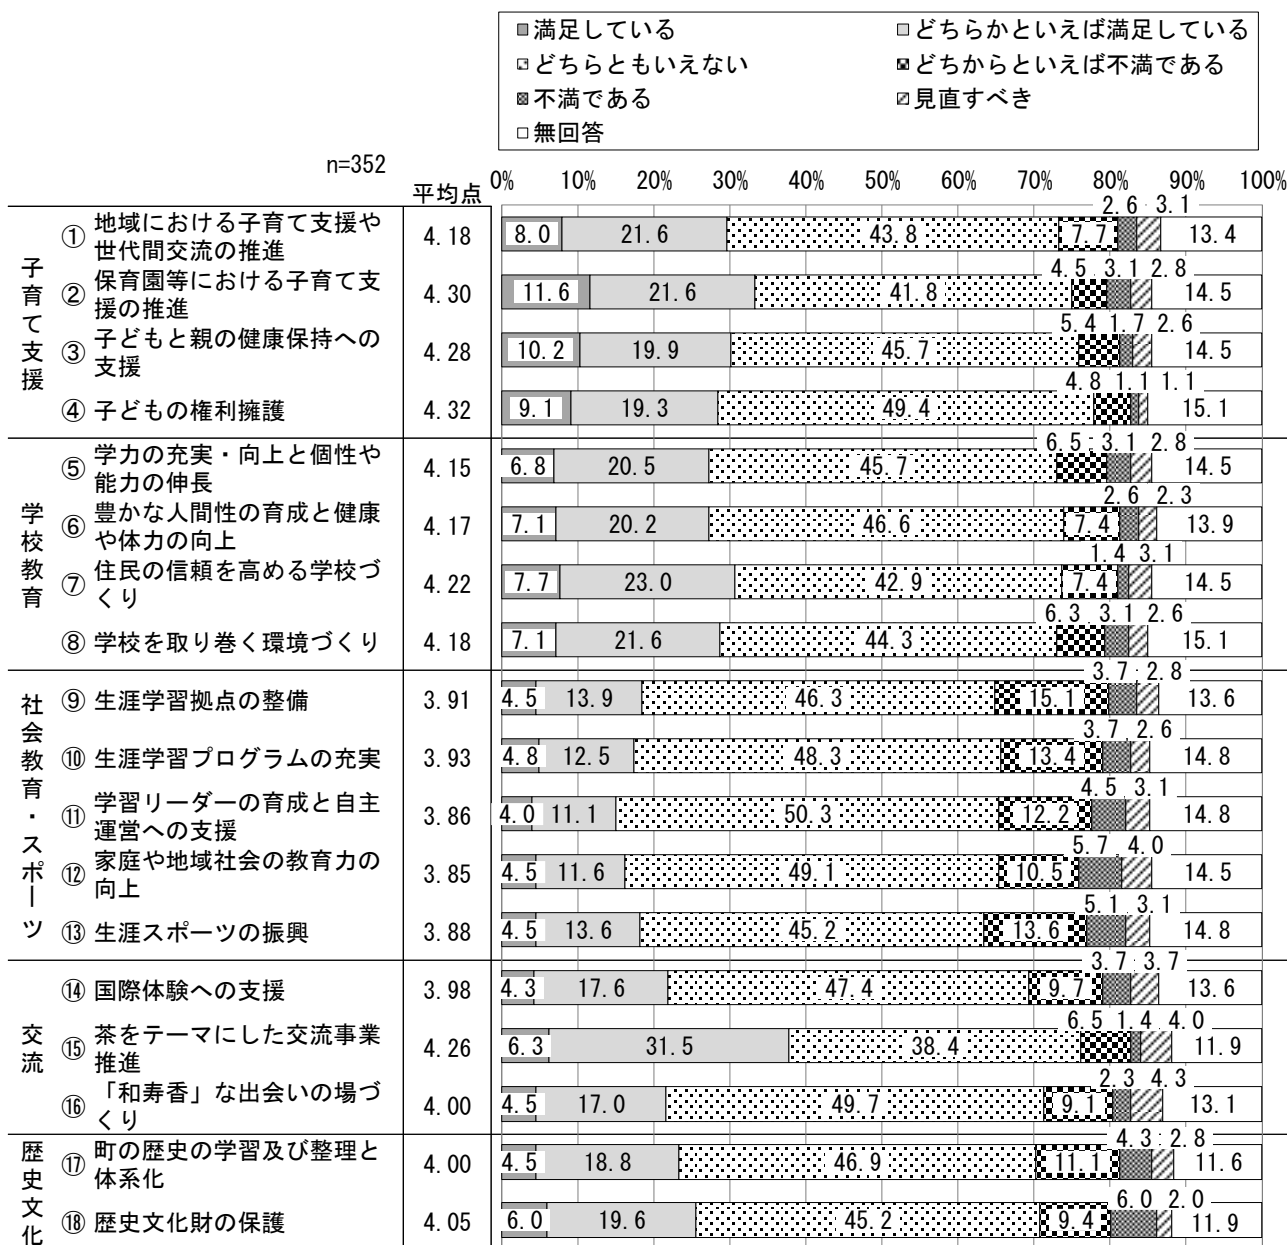 満足している
どちらかといえば満足している
どちらともいえない
どちからといえば不満である
不満である
見直すべき
無回答
n=352
平均点
0% 10% 20% 30% 40% 50% 60% 70% 80% 90% 100%
子育て支援
① 地域における子育て支援や
世代間交流の推進
4.18 8.0 21.6 43.8 7.7 2.6 3.1 13.4
② 保育園等における子育て支
援の推進
4.30 11.6 21.6 41.8 4.5 3.1 2.8 14.5
③ 子どもと親の健康保持への
支援
4.28 10.2 19.9 45.7 5.4 1.7 2.6 14.5
④ 子どもの権利擁護
4.32 9.1 19.3 49.4 4.8 1.1 1.1 15.1
学校教育
⑤ 学力の充実・向上と個性や
能力の伸長
4.15 6.8 20.5 45.7 6.5 3.1 2.8 14.5
⑥ 豊かな人間性の育成と健康
や体力の向上
4.17 7.1 20.2 46.6 7.4 2.6 2.3 13.9
⑦ 住民の信頼を高める学校づ
くり
4.22 7.7 23.0 42.9 7.4 1.4 3.1 14.5
⑧ 学校を取り巻く環境づくり
4.18 7.1 21.6 44.3 6.3 3.1 2.6 15.1
社会教育・スポーツ
⑨ 生涯学習拠点の整備
3.91 4.5 13.9 46.3 15.1 3.7 2.8 13.6
⑩ 生涯学習プログラムの充実
3.93 4.8 12.5 48.3 13.4 3.7 2.6 14.8
⑪ 学習リーダーの育成と自主
運営への支援
3.86 4.0 11.1 50.3 12.2 4.5 3.1 14.8
⑫ 家庭や地域社会の教育力の
向上
3.85 4.5 11.6 49.1 10.5 5.7 4.0 14.5
⑬ 生涯スポーツの振興
3.88 4.5 13.6 45.2 13.6 5.1 3.1 14.8
交流
⑭ 国際体験への支援
3.98 4.3 17.6 47.4 9.7 3.7 3.7 13.6
⑮ 茶をテーマにした交流事業
推進
4.26 6.3 31.5 38.4 6.5 1.4 4.0 11.9
⑯ 「和寿香」な出会いの場づ
くり
4.00 4.5 17.0 49.7 9.1 2.3 4.3 13.1
歴史文化
⑰ 町の歴史の学習及び整理と
体系化
4.00 4.5 18.8 46.9 11.1 4.3 2.8 11.6
⑱ 歴史文化財の保護
4.05 6.0 19.6 45.2 9.4 6.0 2.0 11.9